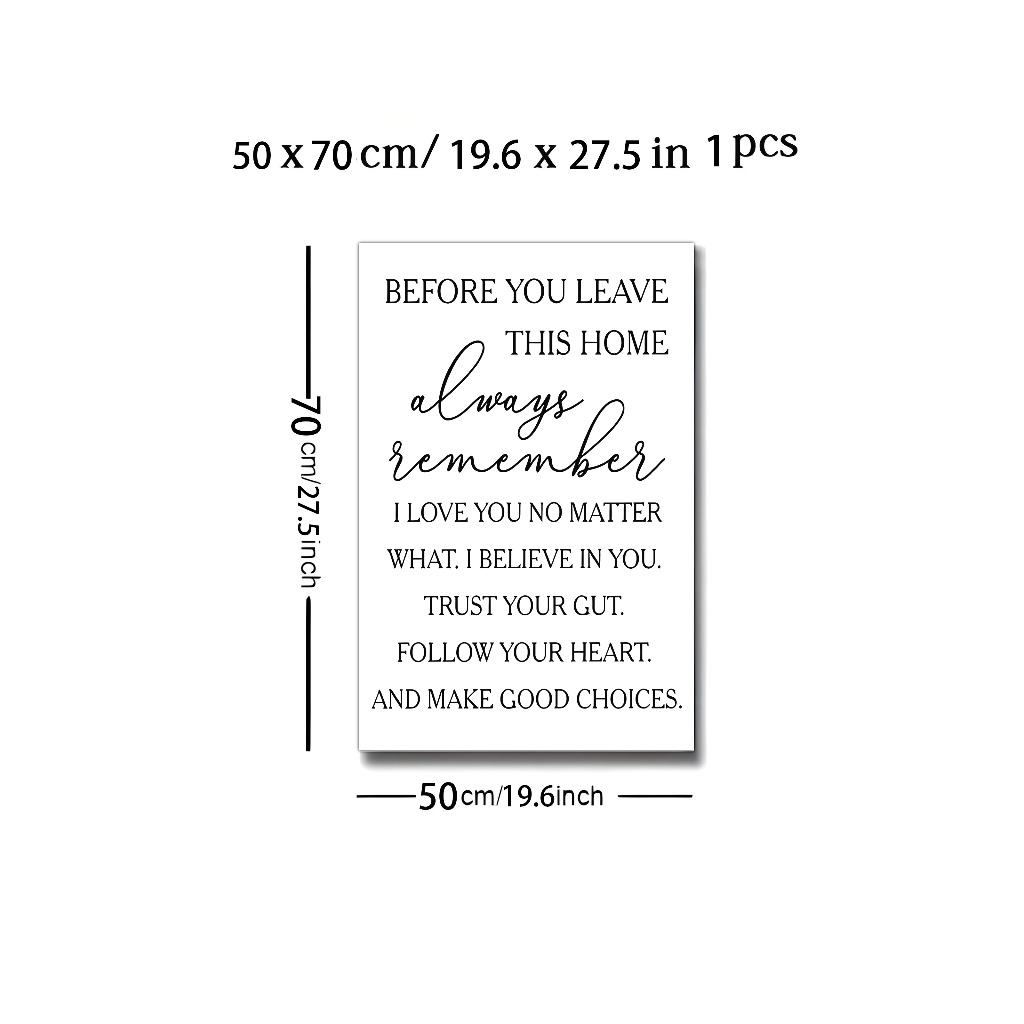 50 x 70 cm/ 19.6 x 27.5 in 1 pcs
BEFORE YOU LEAVE
THIS HOME
always
remember
I LOVE YOU NO MATTER
WHAT. I BELIEVE IN YOU.
TRUST YOUR GUT.
FOLLOW YOUR HEART.
AND MAKE GOOD CHOICES.
70cm/27.5inch
50cm/19.6inch